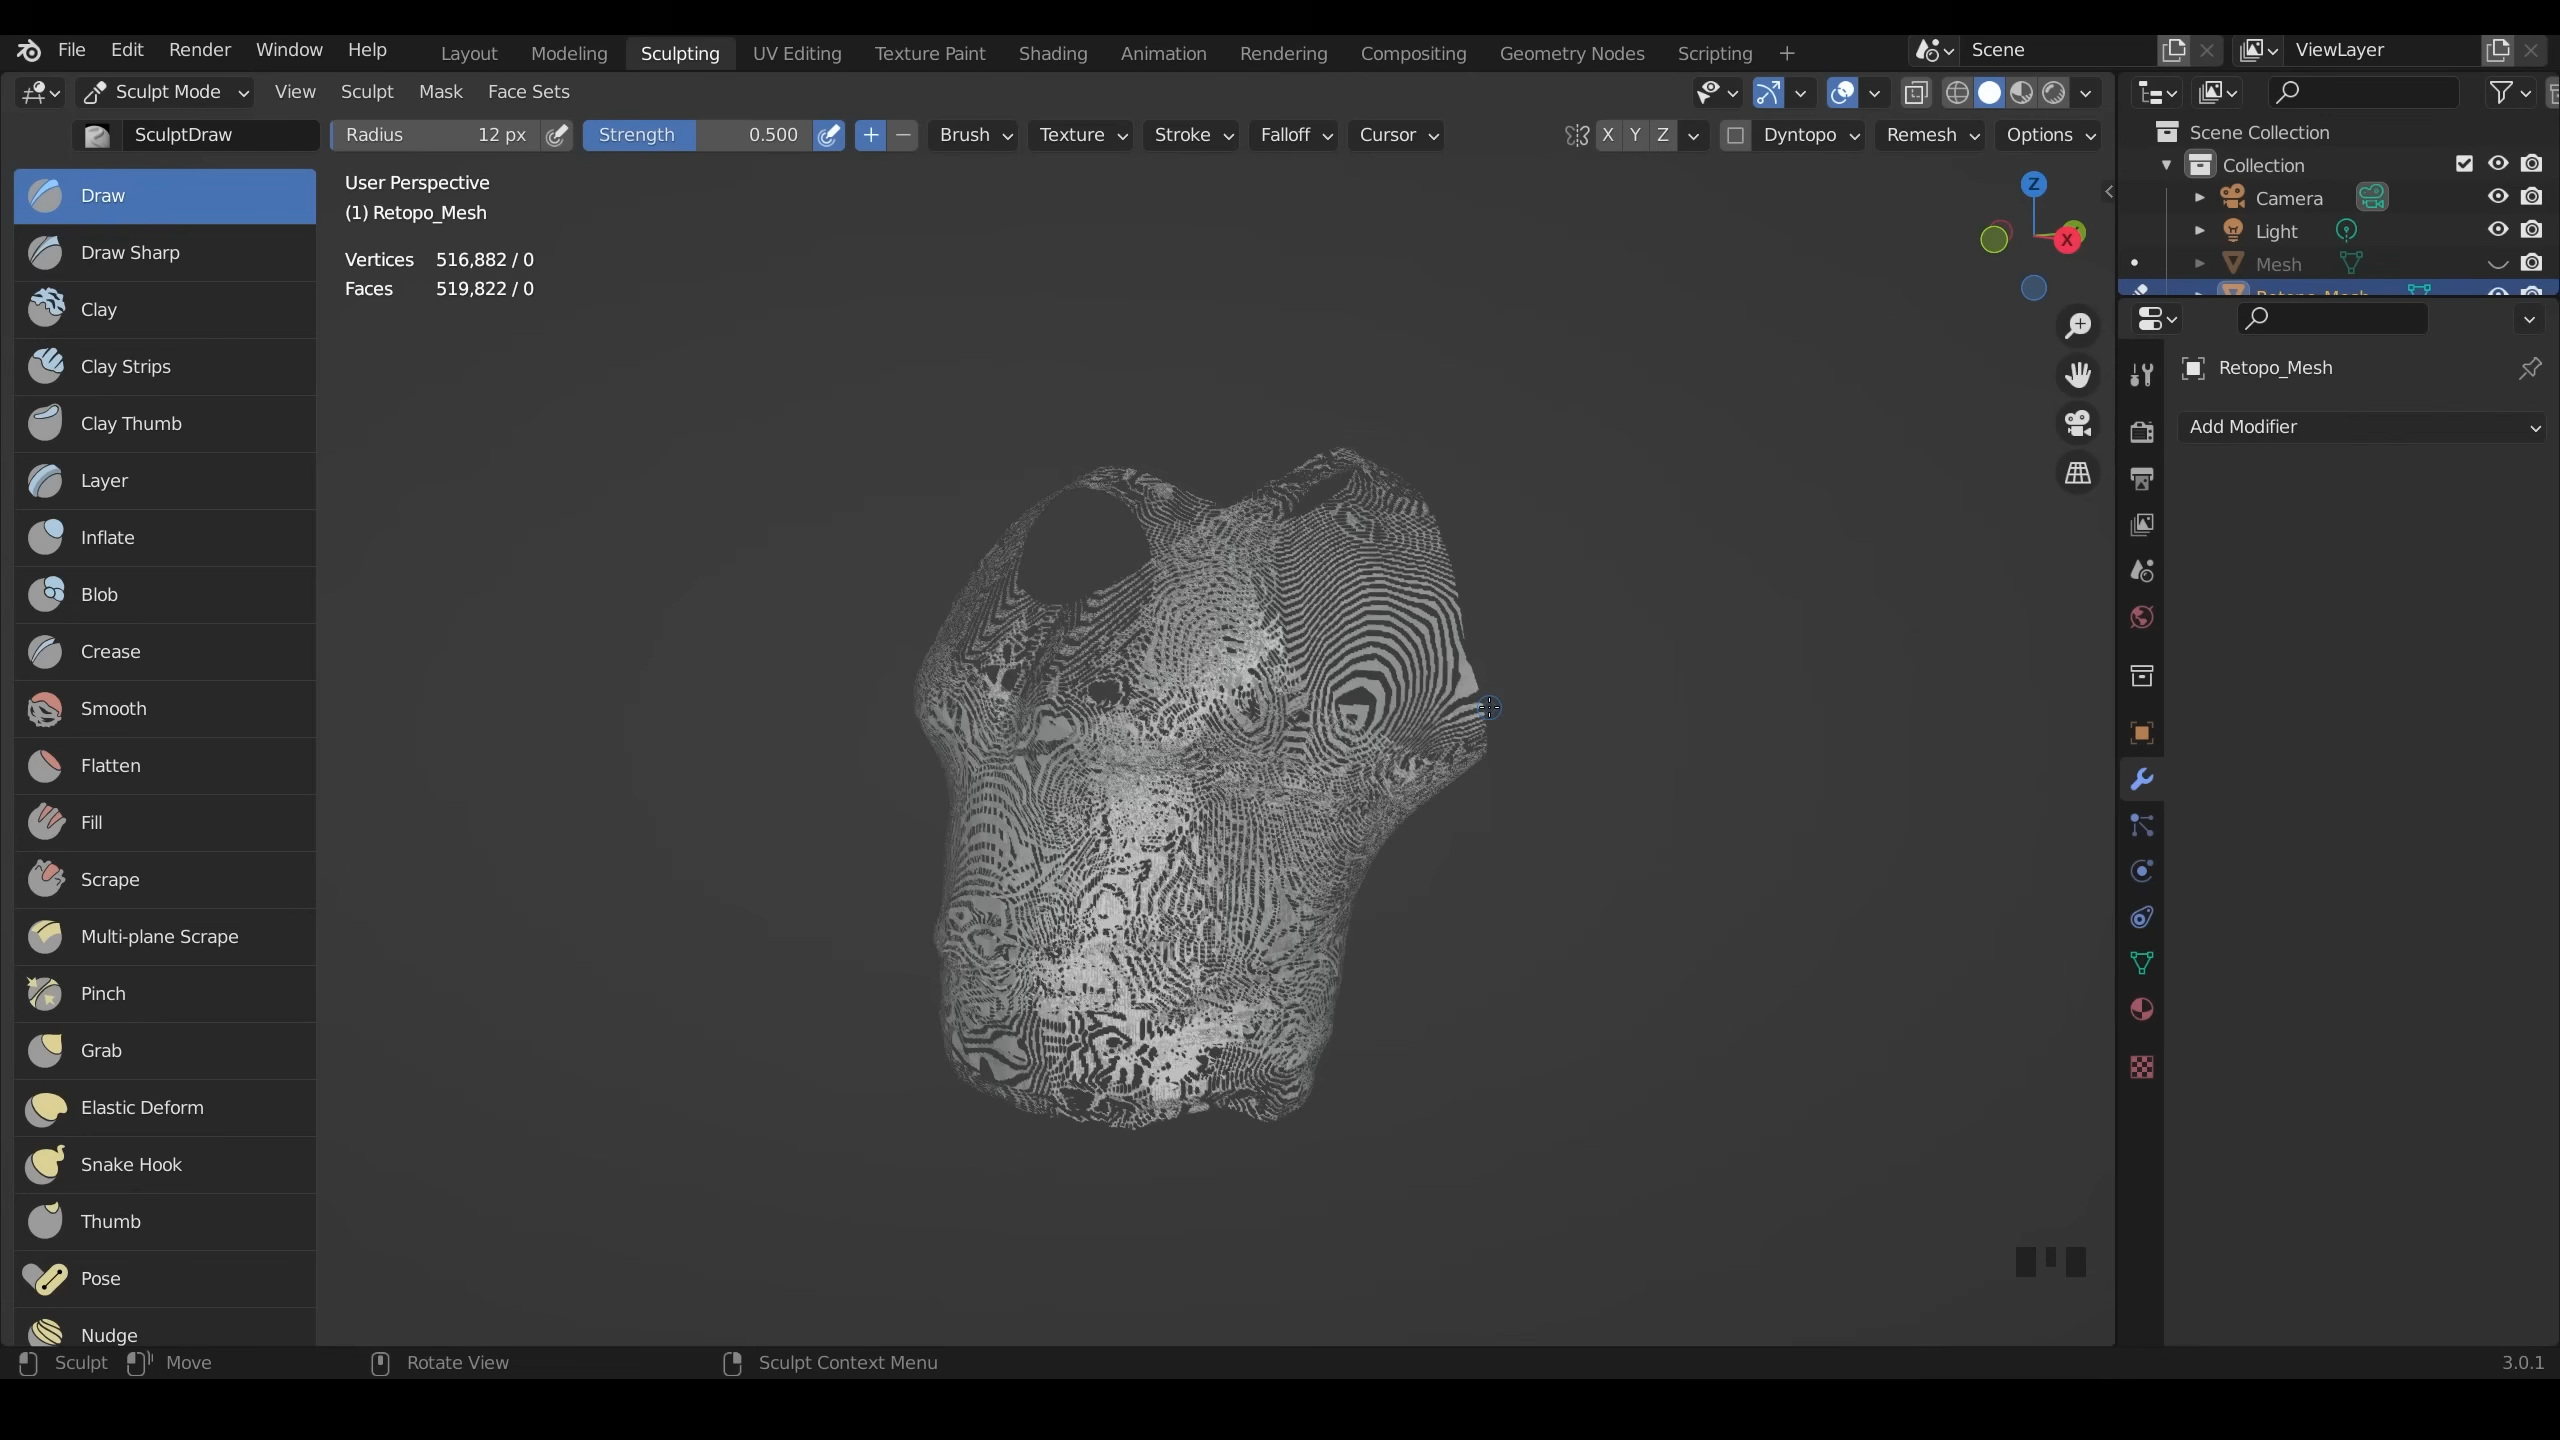 File Edit Render Window Help Layout Modeling Sculpting UV Editing Texture Paint Shading Animation Rendering Compositing Geometry Nodes Scripting + Scene ViewLayer
Sculpt Mode View Sculpt Mask Face Sets
SculptDraw Radius 12 px Strength 0.500 + − Brush Texture Stroke Falloff Cursor X Y Z Dyntopo Remesh Options
Scene Collection
Collection
Camera
Light
Mesh
Retopo_Mesh
User Perspective
(1) Retopo_Mesh
Vertices 516,882 / 0
Faces 519,822 / 0
Z
X
Draw
Draw Sharp
Clay
Clay Strips
Clay Thumb
Layer
Inflate
Blob
Crease
Smooth
Flatten
Fill
Scrape
Multi-plane Scrape
Pinch
Grab
Elastic Deform
Snake Hook
Thumb
Pose
Nudge
Retopo_Mesh
Add Modifier
Sculpt Move Rotate View Sculpt Context Menu 3.0.1